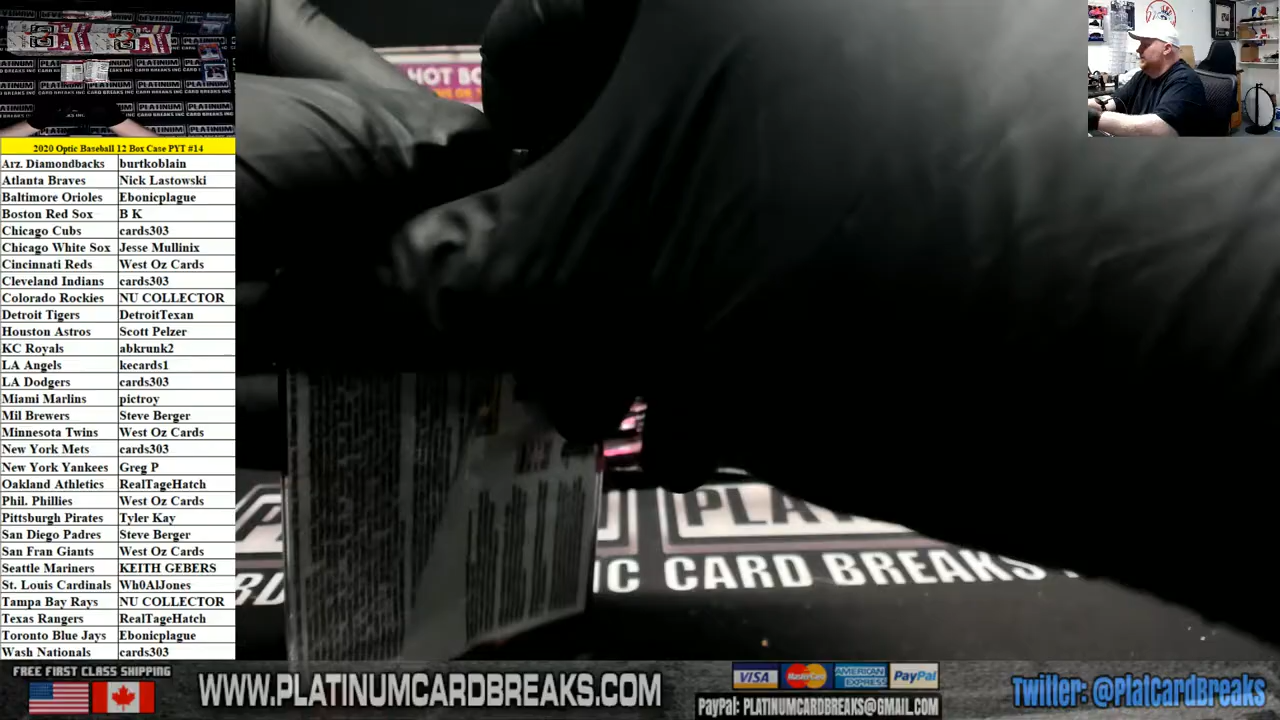 HOT BO
PLATINUM
CARD BREAKS INC
2020 Optic Baseball 12 Box Case PYT #14
Arz. Diamondbacks burtkoblain
Atlanta Braves Nick Lastowski
Baltimore Orioles Ebonicplague
Boston Red Sox B K
Chicago Cubs cards303
Chicago White Sox Jesse Mullinix
Cincinnati Reds West Oz Cards
Cleveland Indians cards303
Colorado Rockies NU COLLECTOR
Detroit Tigers DetroitTexan
Houston Astros Scott Pelzer
KC Royals abkrunk2
LA Angels kecards1
LA Dodgers cards303
Miami Marlins pictroy
Mil Brewers Steve Berger
Minnesota Twins West Oz Cards
New York Mets cards303
New York Yankees Greg P
Oakland Athletics RealTageHatch
Phil. Phillies West Oz Cards
Pittsburgh Pirates Tyler Kay
San Diego Padres Steve Berger
San Fran Giants West Oz Cards
Seattle Mariners KEITH GEBERS
St. Louis Cardinals Wh0AlJones
Tampa Bay Rays NU COLLECTOR
Texas Rangers RealTageHatch
Toronto Blue Jays Ebonicplague
Wash Nationals cards303
PLA
NC CARD BREAKS
FREE FIRST CLASS SHIPPING
WWW.PLATINUMCARDBREAKS.COM
VISA MasterCard AMERICAN EXPRESS PayPal
PayPal: PLATINUMCARDBREAKS@GMAIL.COM
Twitter: @PlatCardBreaks